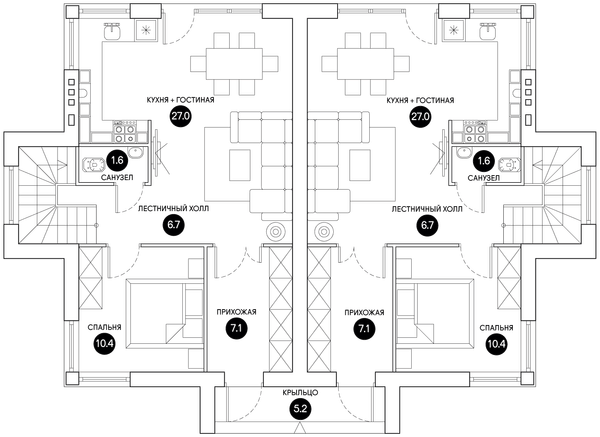 КУХНЯ + ГОСТИНАЯ
27.0
КУХНЯ + ГОСТИНАЯ
27.0
1.6
САНУЗЕЛ
1.6
САНУЗЕЛ
ЛЕСТНИЧНЫЙ ХОЛЛ
6.7
ЛЕСТНИЧНЫЙ ХОЛЛ
6.7
ПРИХОЖАЯ
7.1
ПРИХОЖАЯ
7.1
СПАЛЬНЯ
10.4
СПАЛЬНЯ
10.4
КРЫЛЬЦО
5.2